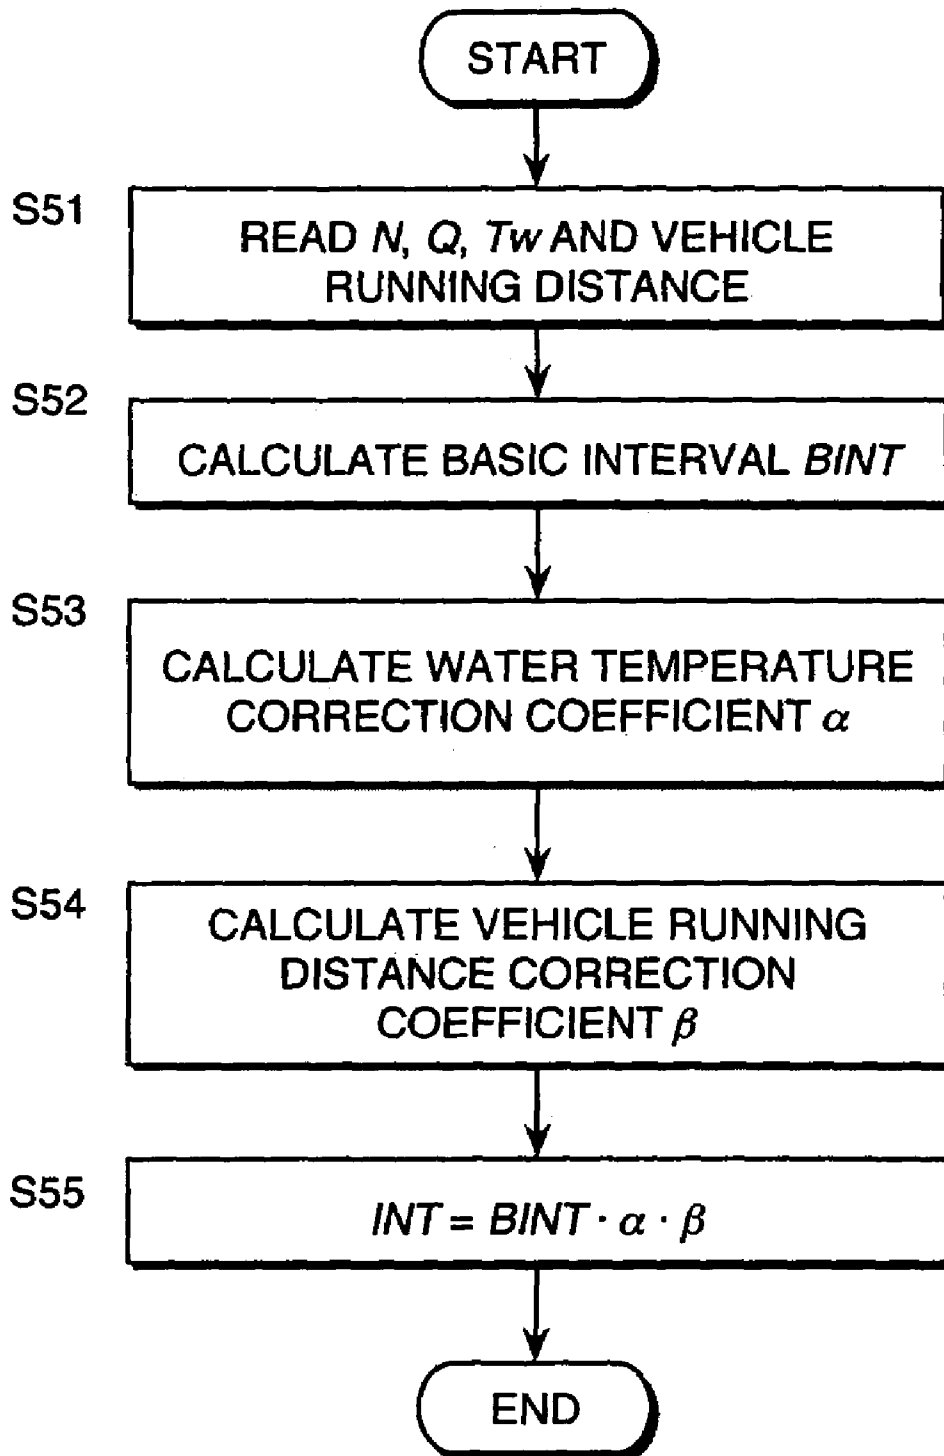 START
S51
READ N, Q, Tw AND VEHICLE
RUNNING DISTANCE
S52
CALCULATE BASIC INTERVAL BINT
S53
CALCULATE WATER TEMPERATURE
CORRECTION COEFFICIENT α
S54
CALCULATE VEHICLE RUNNING
DISTANCE CORRECTION
COEFFICIENT β
S55
INT = BINT · α · β
END